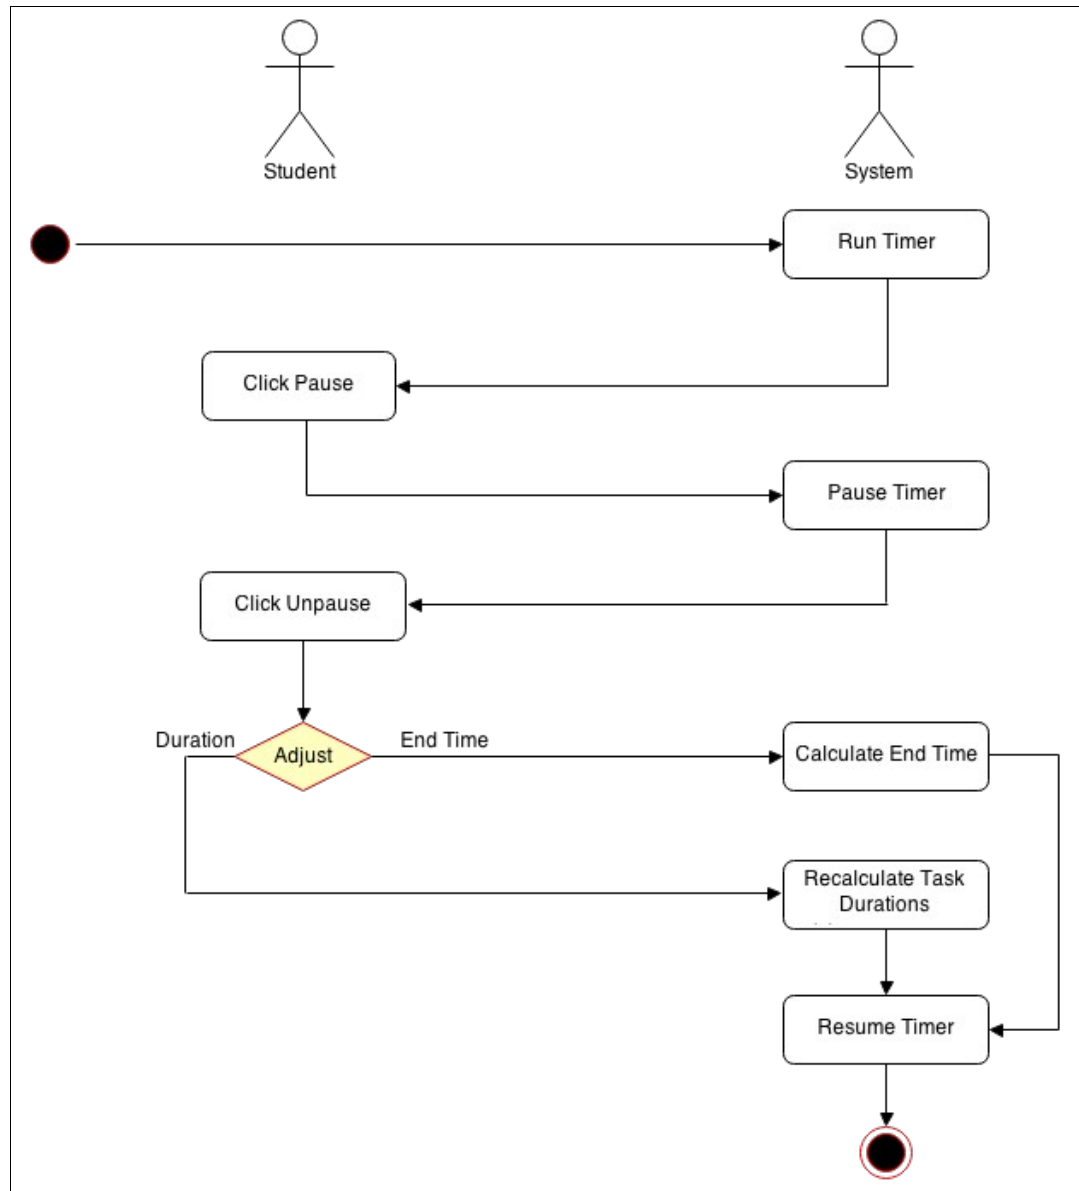 Student
System
Run Timer
Click Pause
Pause Timer
Click Unpause
Duration
Adjust
End Time
Calculate End Time
Recalculate Task
Durations
Resume Timer